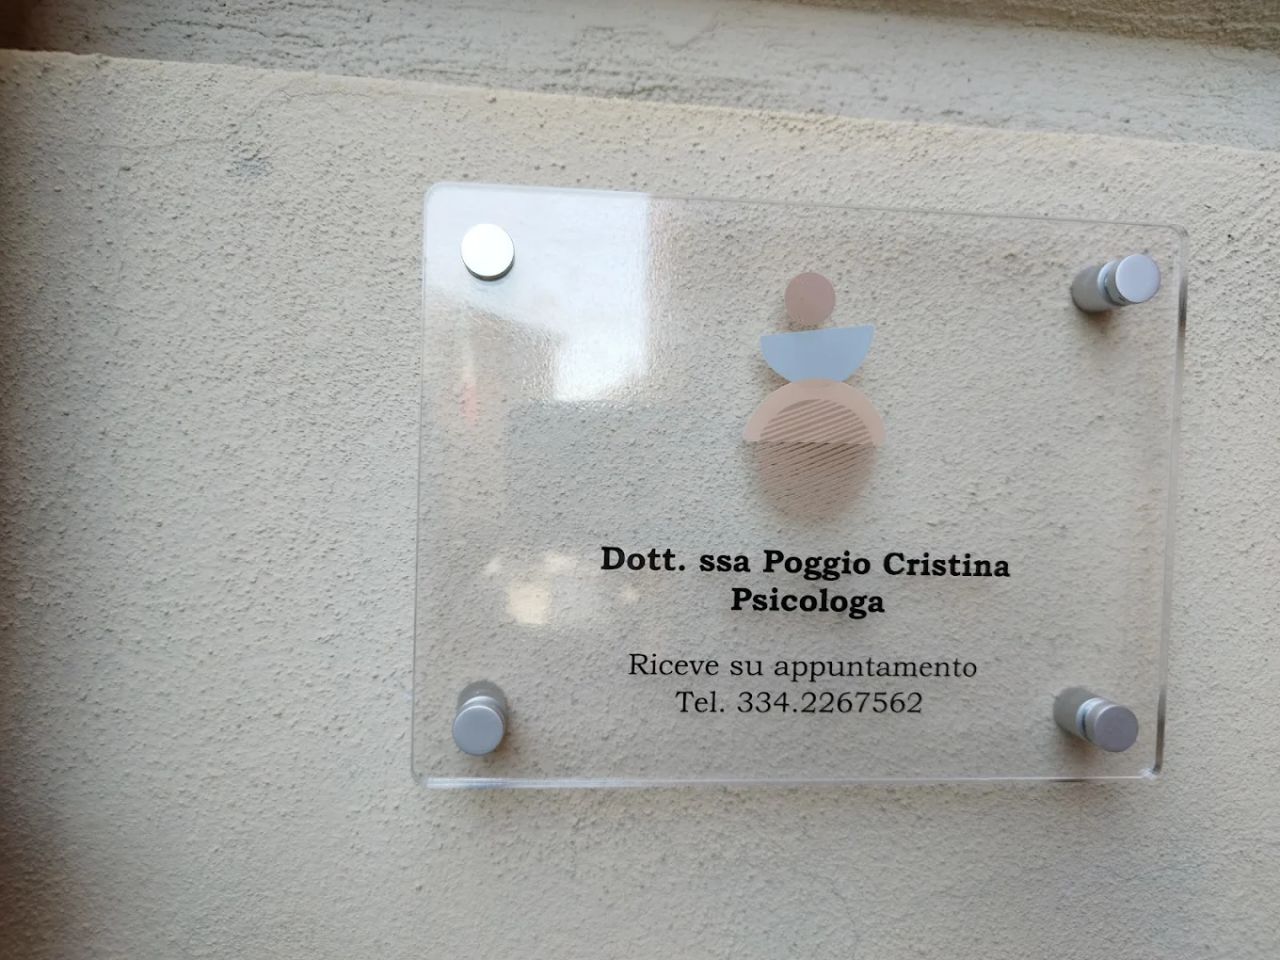 Dott. ssa Poggio Cristina
Psicologa
Riceve su appuntamento
Tel. 334.2267562